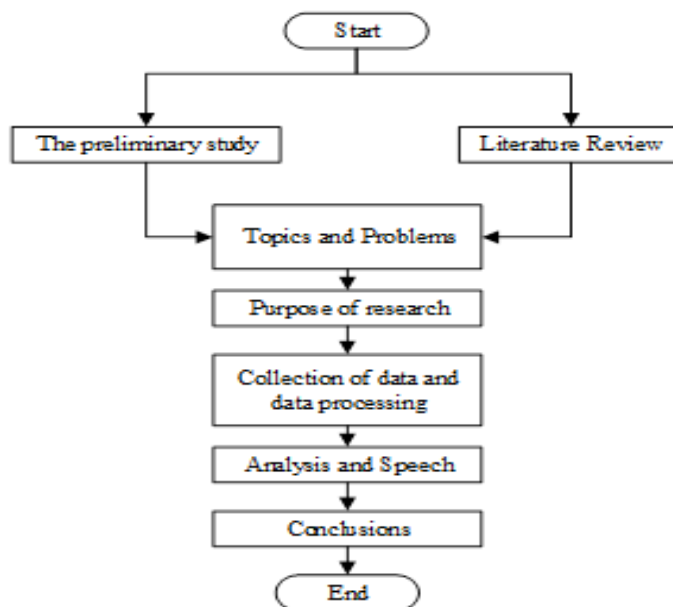 Start
The preliminary study
Literature Review
Topics and Problems
Purpose of research
Collection of data and
data processing
Analysis and Speech
Conclusions
End